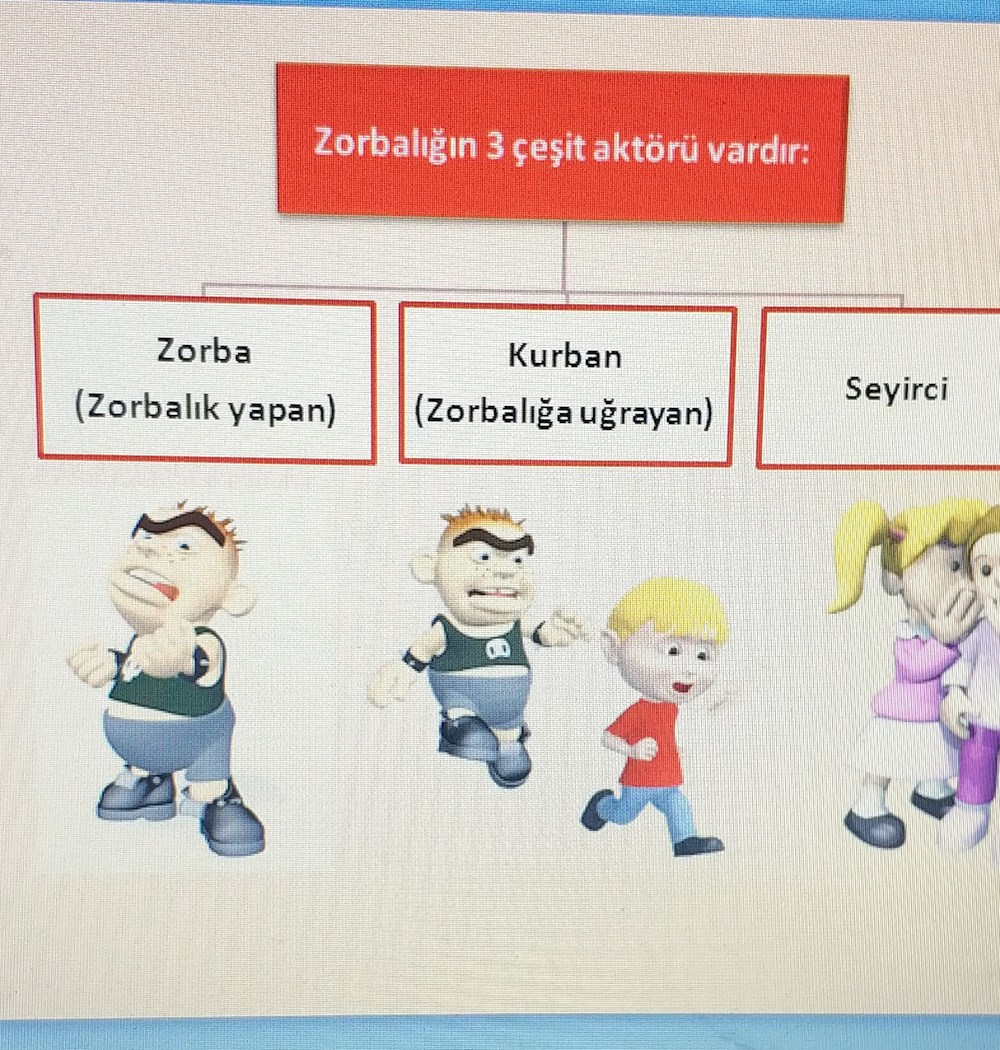 Zorbalığın 3 çeşit aktörü vardır:
Zorba
(Zorbalık yapan)
Kurban
(Zorbalığa uğrayan)
Seyirci